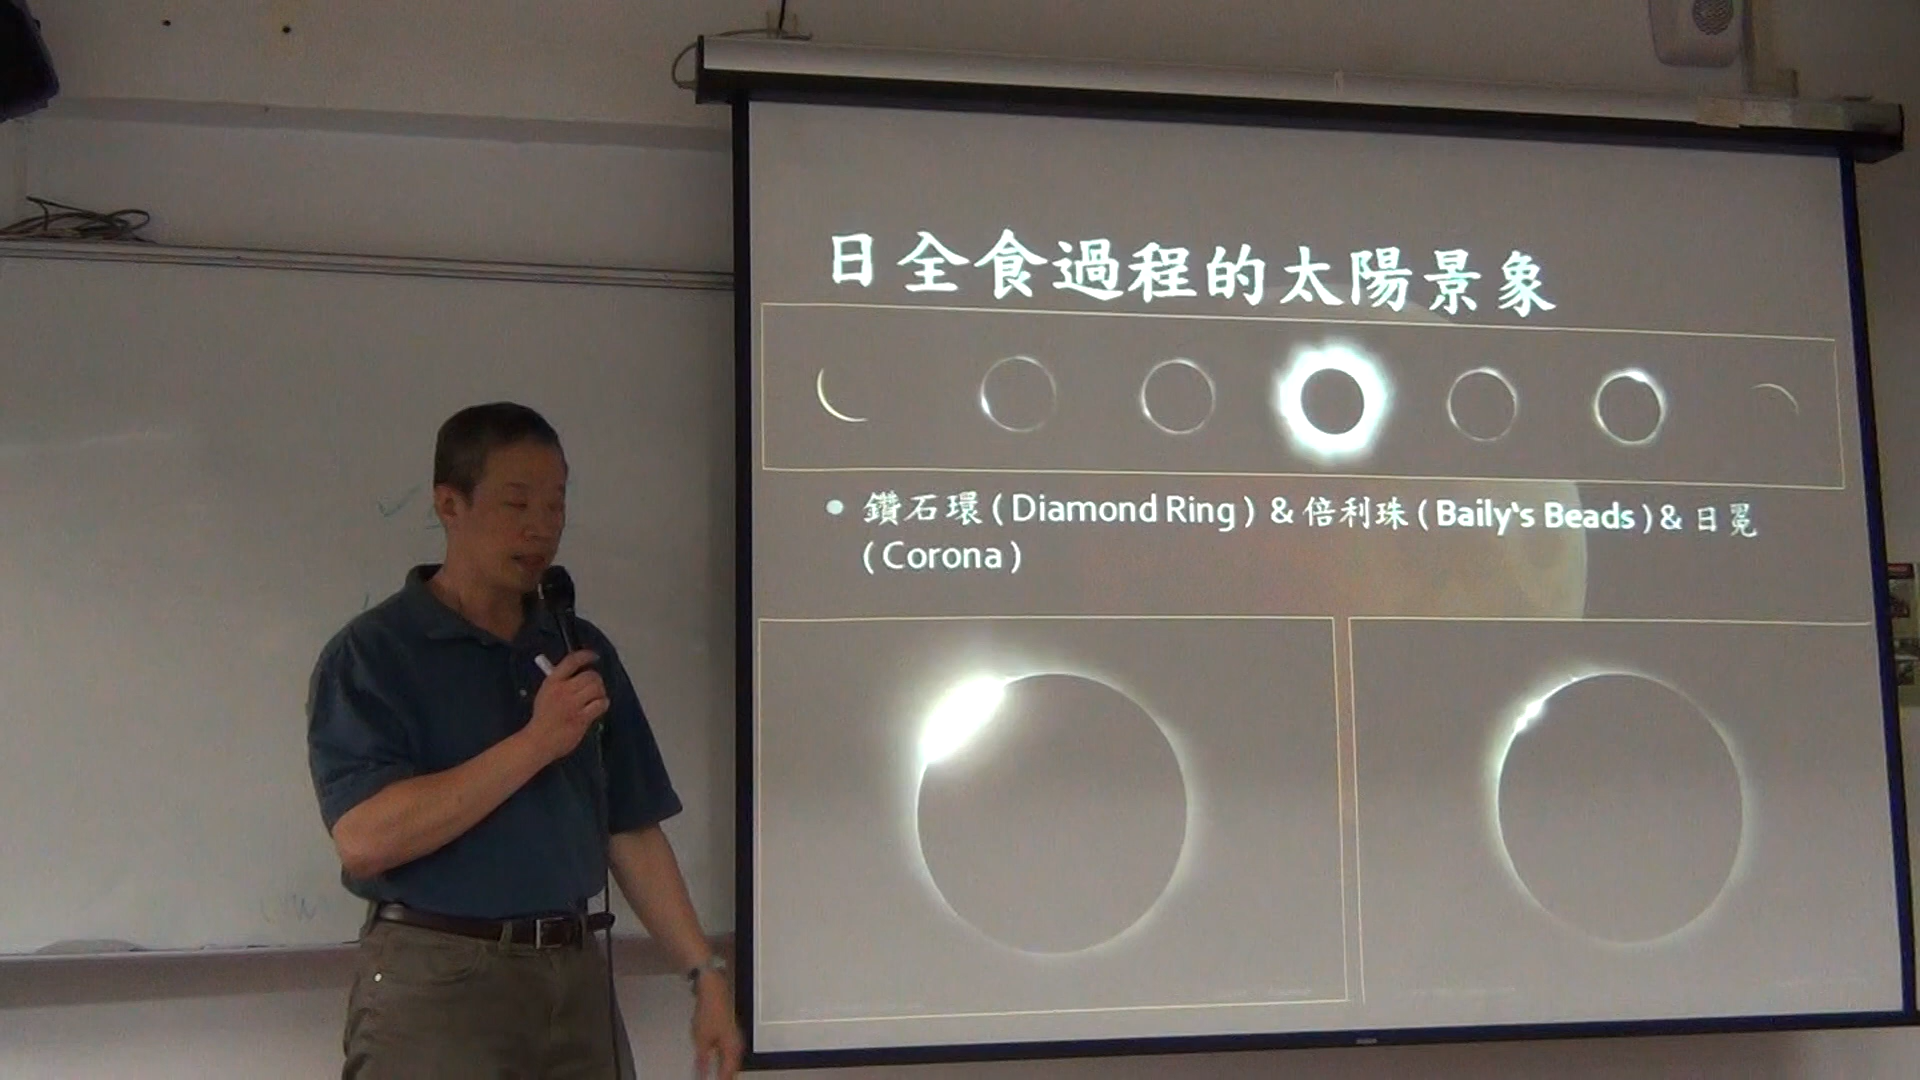 日全食過程的太陽景象
• 鑽石環 ( Diamond Ring ) & 倍利珠 ( Baily's Beads ) & 日冕
( Corona )